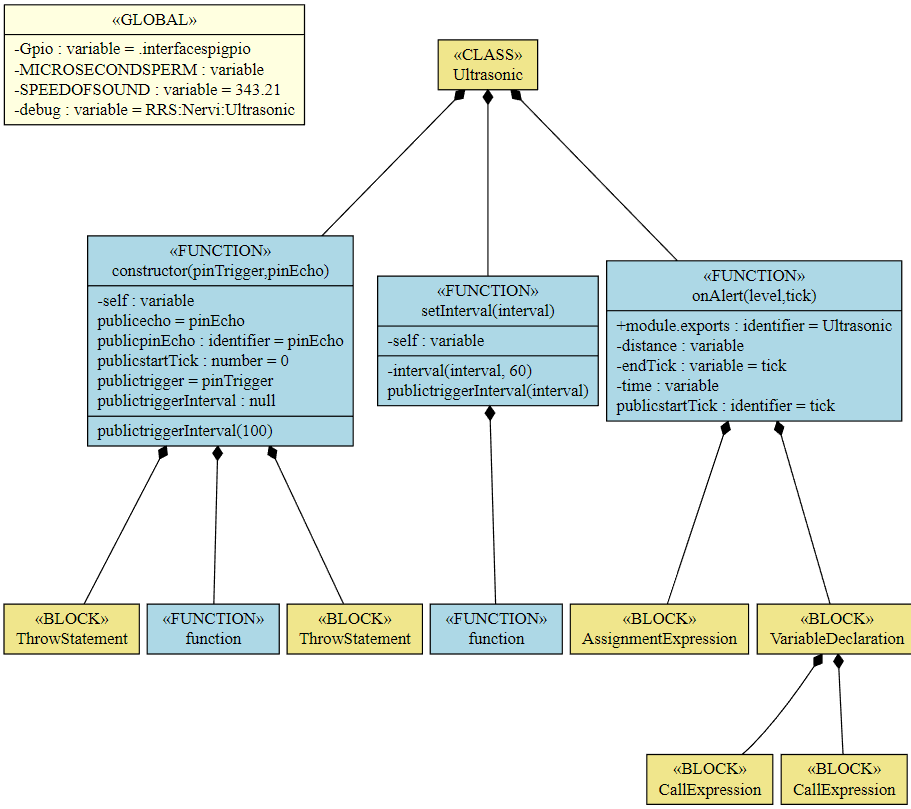 «GLOBAL»
-Gpio : variable = .interfacespigpio
-MICROSECONDSPERM : variable
-SPEEDOFSOUND : variable = 343.21
-debug : variable = RRS:Nervi:Ultrasonic
«CLASS»
Ultrasonic
«FUNCTION»
constructor(pinTrigger,pinEcho)
-self : variable
publicecho = pinEcho
publicpinEcho : identifier = pinEcho
publicstartTick : number = 0
publictrigger = pinTrigger
publictriggerInterval : null
publictriggerInterval(100)
«FUNCTION»
setInterval(interval)
-self : variable
-interval(interval, 60)
publictriggerInterval(interval)
«FUNCTION»
onAlert(level,tick)
+module.exports : identifier = Ultrasonic
-distance : variable
-endTick : variable = tick
-time : variable
publicstartTick : identifier = tick
«BLOCK»
ThrowStatement
«FUNCTION»
function
«BLOCK»
ThrowStatement
«FUNCTION»
function
«BLOCK»
AssignmentExpression
«BLOCK»
VariableDeclaration
«BLOCK»
CallExpression
«BLOCK»
CallExpression